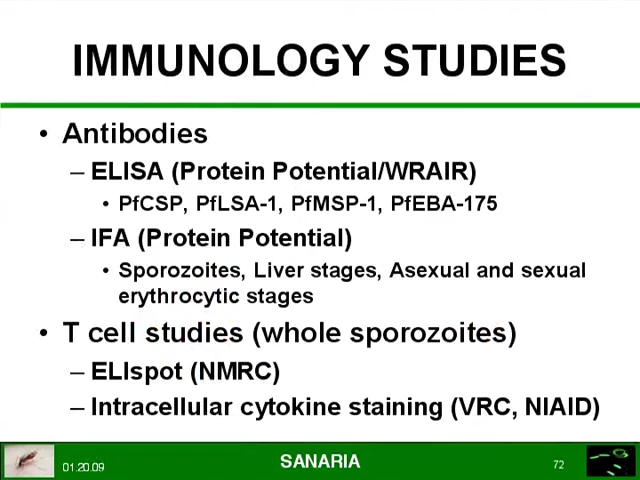 IMMUNOLOGY STUDIES
• Antibodies
– ELISA (Protein Potential/WRAIR)
• PfCSP, PfLSA-1, PfMSP-1, PfEBA-175
– IFA (Protein Potential)
• Sporozoites, Liver stages, Asexual and sexual
erythrocytic stages
• T cell studies (whole sporozoites)
– ELIspot (NMRC)
– Intracellular cytokine staining (VRC, NIAID)
01.20.09
SANARIA
72